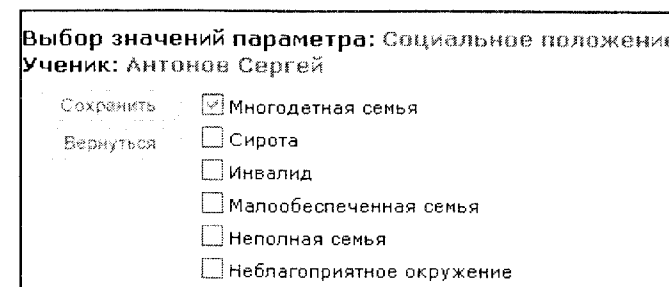 Выбор значений параметра: Социальное положение
Ученик: Антонов Сергей
Сохранить
Вернуться
Многодетная семья
Сирота
Инвалид
Малообеспеченная семья
Неполная семья
Неблагоприятное окружение